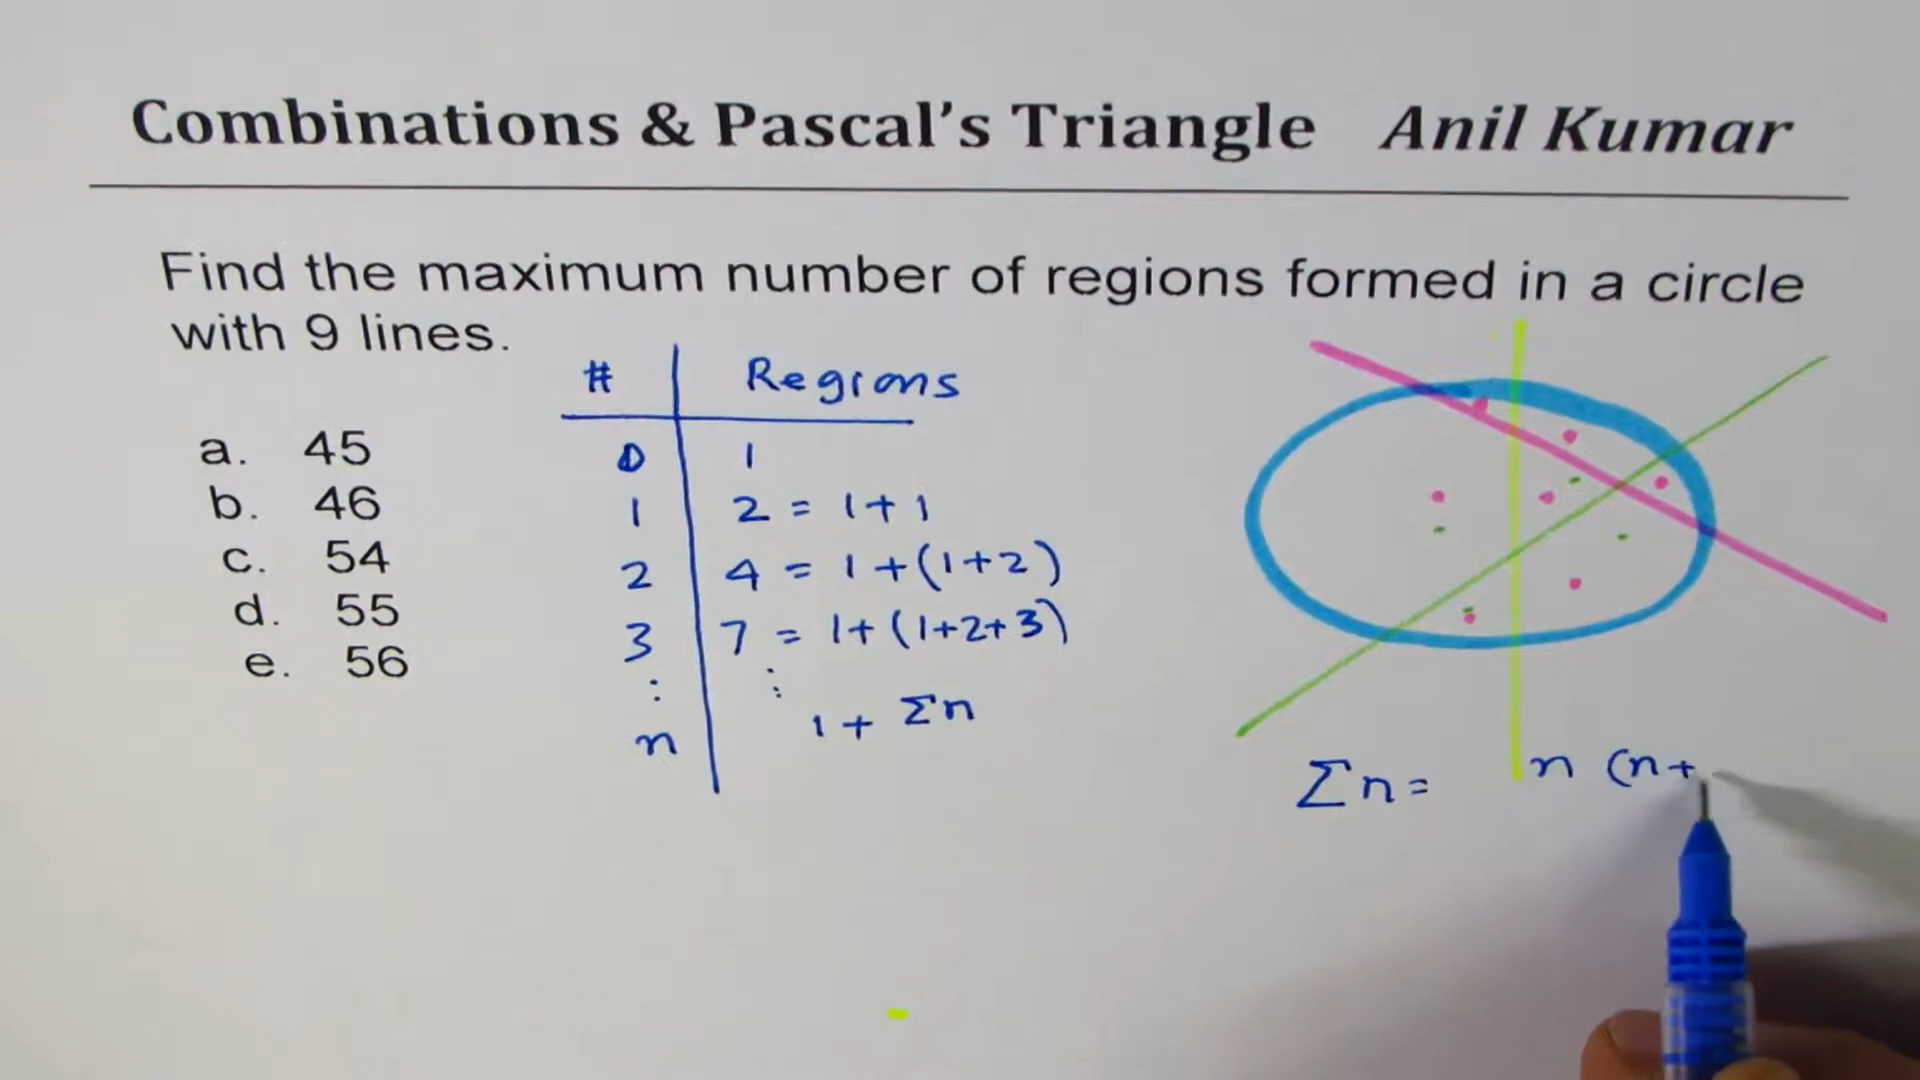 Combinations & Pascal's Triangle Anil Kumar
Find the maximum number of regions formed in a circle
with 9 lines.
a. 45
b. 46
c. 54
d. 55
e. 56
# Regions
0 1
1 2 = 1+1
2 4 = 1+(1+2)
3 7 = 1+(1+2+3)
⋮ ⋮
n 1 + Σn
Σn = n (n+